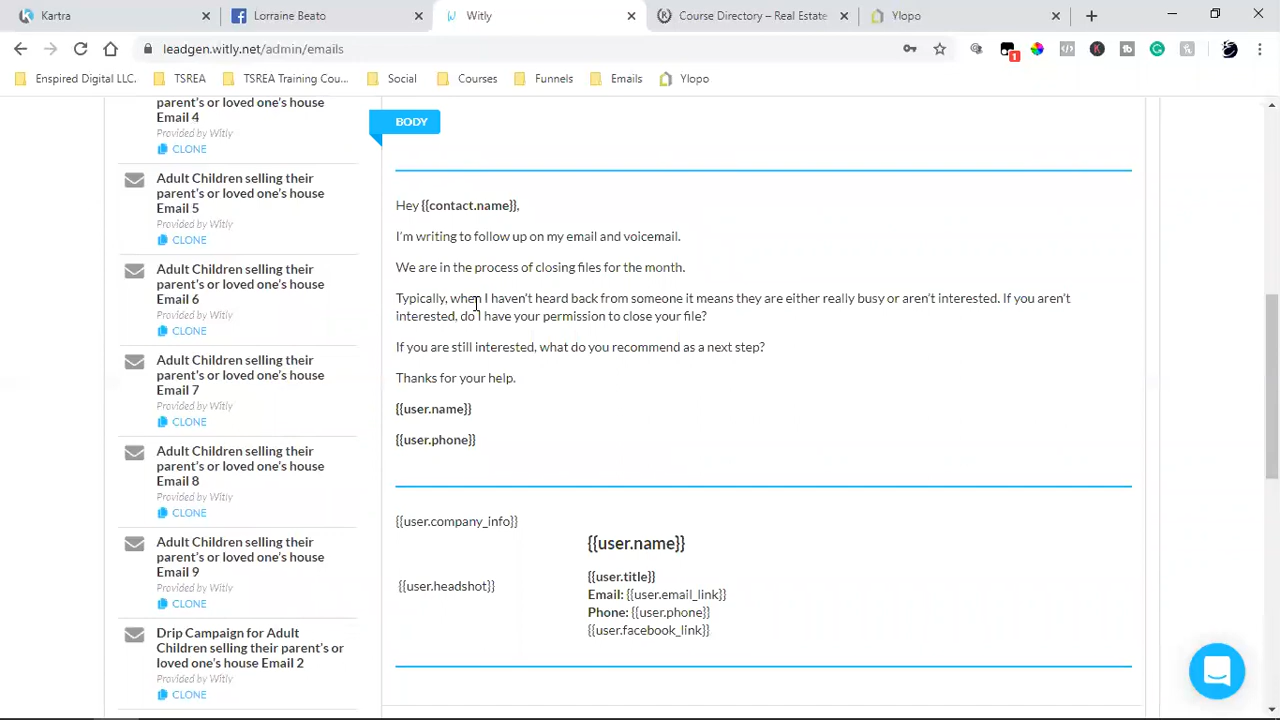 Kartra
Lorraine Beato
Witly
Course Directory – Real Estate
Ylopo
leadgen.witly.net/admin/emails
1
Enspired Digital LLC.
TSREA
TSREA Training Cou...
Social
Courses
Funnels
Emails
Ylopo
parent's or loved one's house
Email 4
Provided by Witly
CLONE
Adult Children selling their
parent's or loved one's house
Email 5
Provided by Witly
CLONE
Adult Children selling their
parent's or loved one's house
Email 6
Provided by Witly
CLONE
Adult Children selling their
parent's or loved one's house
Email 7
Provided by Witly
CLONE
Adult Children selling their
parent's or loved one's house
Email 8
Provided by Witly
CLONE
Adult Children selling their
parent's or loved one's house
Email 9
Provided by Witly
CLONE
Drip Campaign for Adult
Children selling their parent's or
loved one's house Email 2
Provided by Witly
CLONE
BODY
Hey {{contact.name}},
I'm writing to follow up on my email and voicemail.
We are in the process of closing files for the month.
Typically, when I haven't heard back from someone it means they are either really busy or aren't interested. If you aren't
interested, do I have your permission to close your file?
If you are still interested, what do you recommend as a next step?
Thanks for your help.
{{user.name}}
{{user.phone}}
{{user.company_info}}
{{user.headshot}}
{{user.name}}
{{user.title}}
Email: {{user.email_link}}
Phone: {{user.phone}}
{{user.facebook_link}}